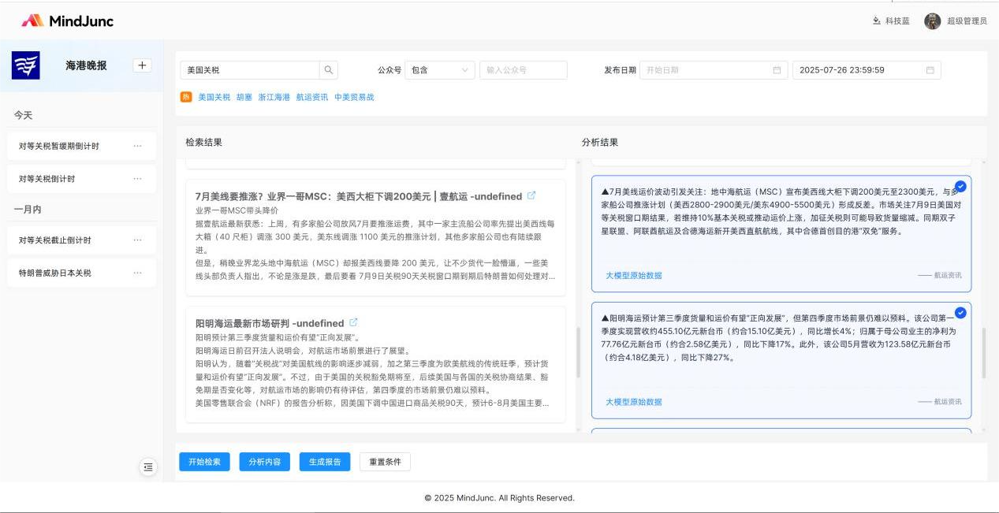 MindJunc
科技蓝
超级管理员
海港晚报
+
今天
对等关税暂缓期倒计时
...
对等关税倒计时
...
一月内
对等关税截止倒计时
...
特朗普威胁日本关税
...
美国关税
公众号
包含
输入公众号
发布日期
开始日期
2025-07-26 23:59:59
热
美国关税
胡塞
浙江海港
航运资讯
中美贸易战
检索结果
7月美线要推涨？业界一哥MSC：美西大柜下调200美元 | 壹航运 -undefined
业界一哥MSC带头降价
据壹航运最新获悉：上周，有多家船公司放风7月要推涨运费，其中一家主流船公司率先提出美西线每
大箱（40 尺柜）调涨 300 美元，美东线调涨 1100 美元的推涨计划，其他多家船公司也有陆续跟
进。
但是，稍晚业界龙头地中海航运（MSC）却报美西线要降 200 美元，让不少货代一脸懵逼，一些美
线头部负责人指出，不论是涨是跌，最后要看 7月9日关税90天关税窗口期到期后特朗普如何处理对...
阳明海运最新市场研判 -undefined
阳明预计第三季度货量和运价有望“正向发展”。
阳明海运日前召开法人说明会，对航运市场前景进行了展望。
阳明认为，随着“关税战”对美国航线的影响逐步减弱，加之第三季度为欧美航线的传统旺季，预计货
量和运价有望“正向发展”。不过，由于美国的关税豁免期将至，后续美国与各国的关税协商结果、豁
免期是否变化等，对航运市场的影响仍有待评估，第四季度的市场前景仍难以预料。
美国零售联合会（NRF）的报告分析称，因美国下调中国进口商品关税90天，预计6-8月美国主要...
分析结果
▲7月美线运价波动引发关注：地中海航运（MSC）宣布美西线大柜下调200美元至2300美元，与多
家船公司推涨计划（美西2800-2900美元/美东4900-5500美元）形成反差。市场关注7月9日美国对
等关税窗口期结果，若维持10%基本关税或推动运价上涨，加征关税则可能导致货量缩减。同期双子
星联盟、阿联酋航运及合德海运新开美西直航航线，其中合德首创目的港“双免”服务。
大模型原始数据
—— 航运资讯
▲阳明海运预计第三季度货量和运价有望“正向发展”，但第四季度市场前景仍难以预料。该公司第一
季度实现营收约455.10亿元新台币（约合15.10亿美元），同比增长4%；归属于母公司业主的净利为
77.76亿元新台币（约合2.58亿美元），同比下降17%。此外，该公司5月营收为123.58亿元新台币
（约合4.18亿美元），同比下降27%。
大模型原始数据
—— 航运资讯
开始检索
分析内容
生成报告
重置条件
© 2025 MindJunc. All Rights Reserved.